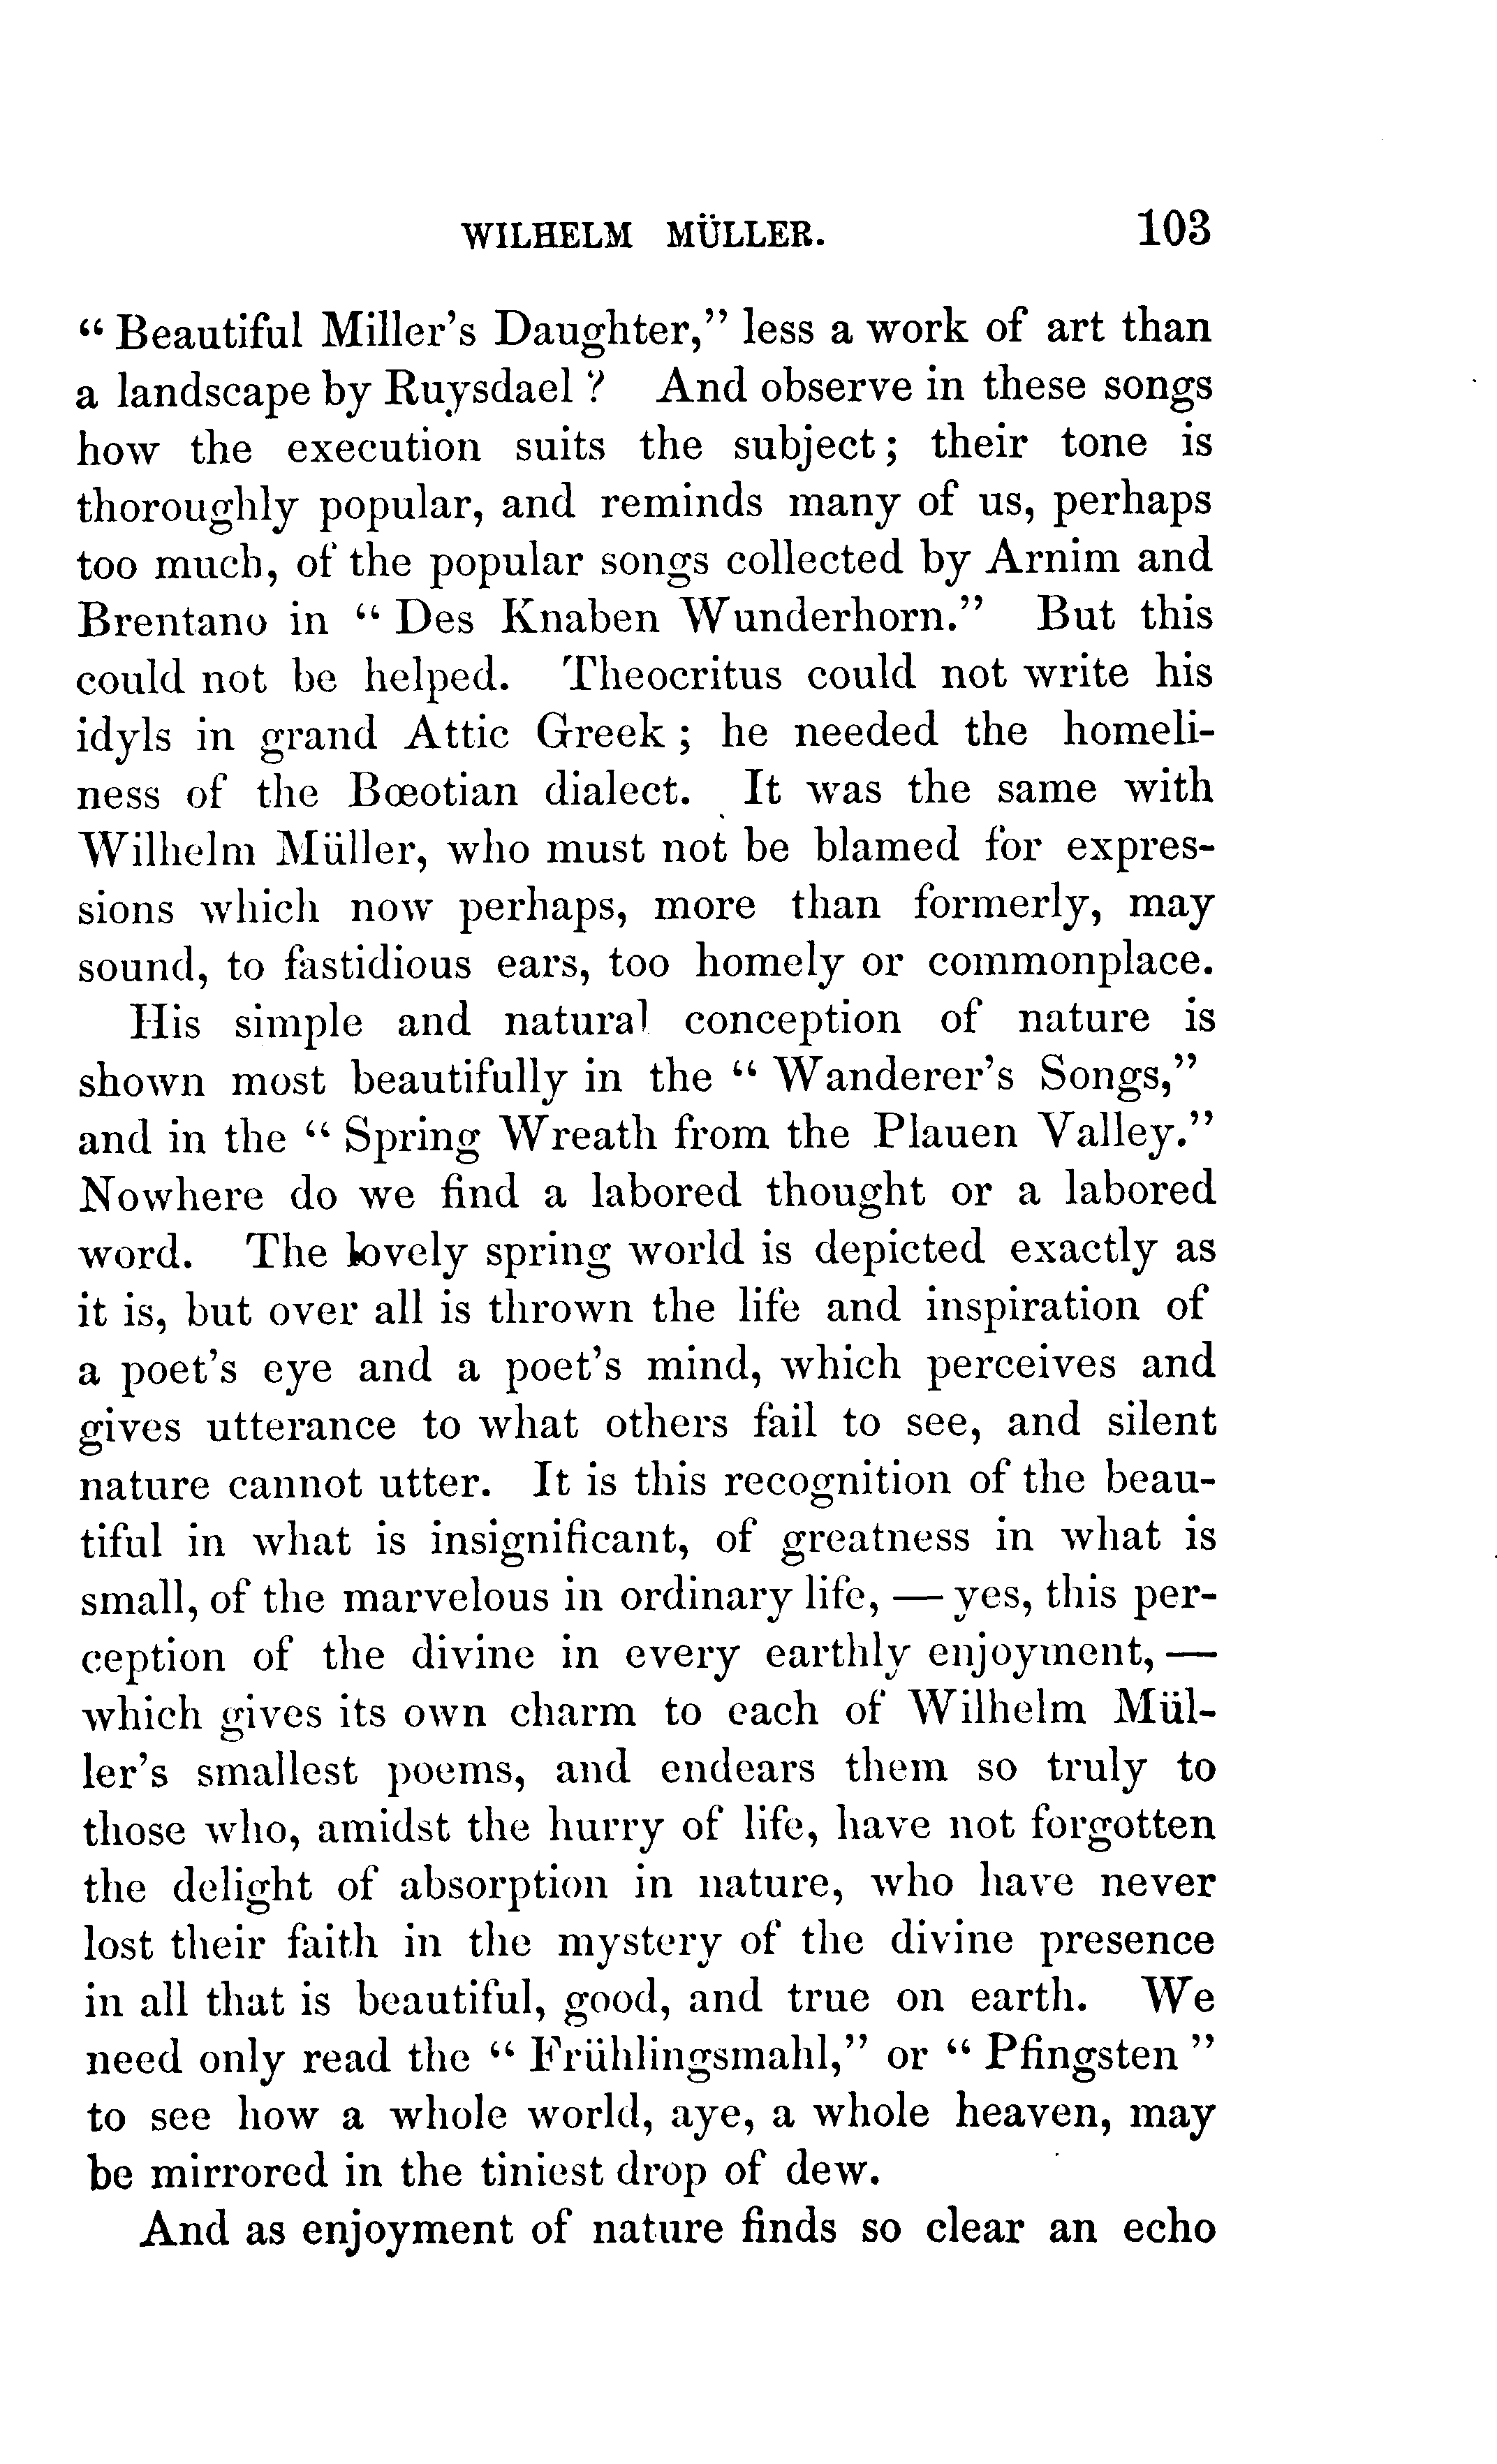 WILHELM MÜLLER. 103
“ Beautiful Miller’s Daughter,” less a work of art than
a landscape by Ruysdael ? And observe in these songs
how the execution suits the subject ; their tone is
thoroughly popular, and reminds many of us, perhaps
too much, of the popular songs collected by Arnim and
Brentano in “ Des Knaben Wunderhorn.” But this
could not be helped. Theocritus could not write his
idyls in grand Attic Greek ; he needed the homeli-
ness of the Bœotian dialect. It was the same with
Wilhelm Müller, who must not be blamed for expres-
sions which now perhaps, more than formerly, may
sound, to fastidious ears, too homely or commonplace.
His simple and natural conception of nature is
shown most beautifully in the “ Wanderer’s Songs,”
and in the “ Spring Wreath from the Plauen Valley.”
Nowhere do we find a labored thought or a labored
word. The lovely spring world is depicted exactly as
it is, but over all is thrown the life and inspiration of
a poet’s eye and a poet’s mind, which perceives and
gives utterance to what others fail to see, and silent
nature cannot utter. It is this recognition of the beau-
tiful in what is insignificant, of greatness in what is
small, of the marvelous in ordinary life, — yes, this per-
ception of the divine in every earthly enjoyment, —
which gives its own charm to each of Wilhelm Mül-
ler’s smallest poems, and endears them so truly to
those who, amidst the hurry of life, have not forgotten
the delight of absorption in nature, who have never
lost their faith in the mystery of the divine presence
in all that is beautiful, good, and true on earth. We
need only read the “ Frühlingsmahl,” or “ Pfingsten ”
to see how a whole world, aye, a whole heaven, may
be mirrored in the tiniest drop of dew.
And as enjoyment of nature finds so clear an echo